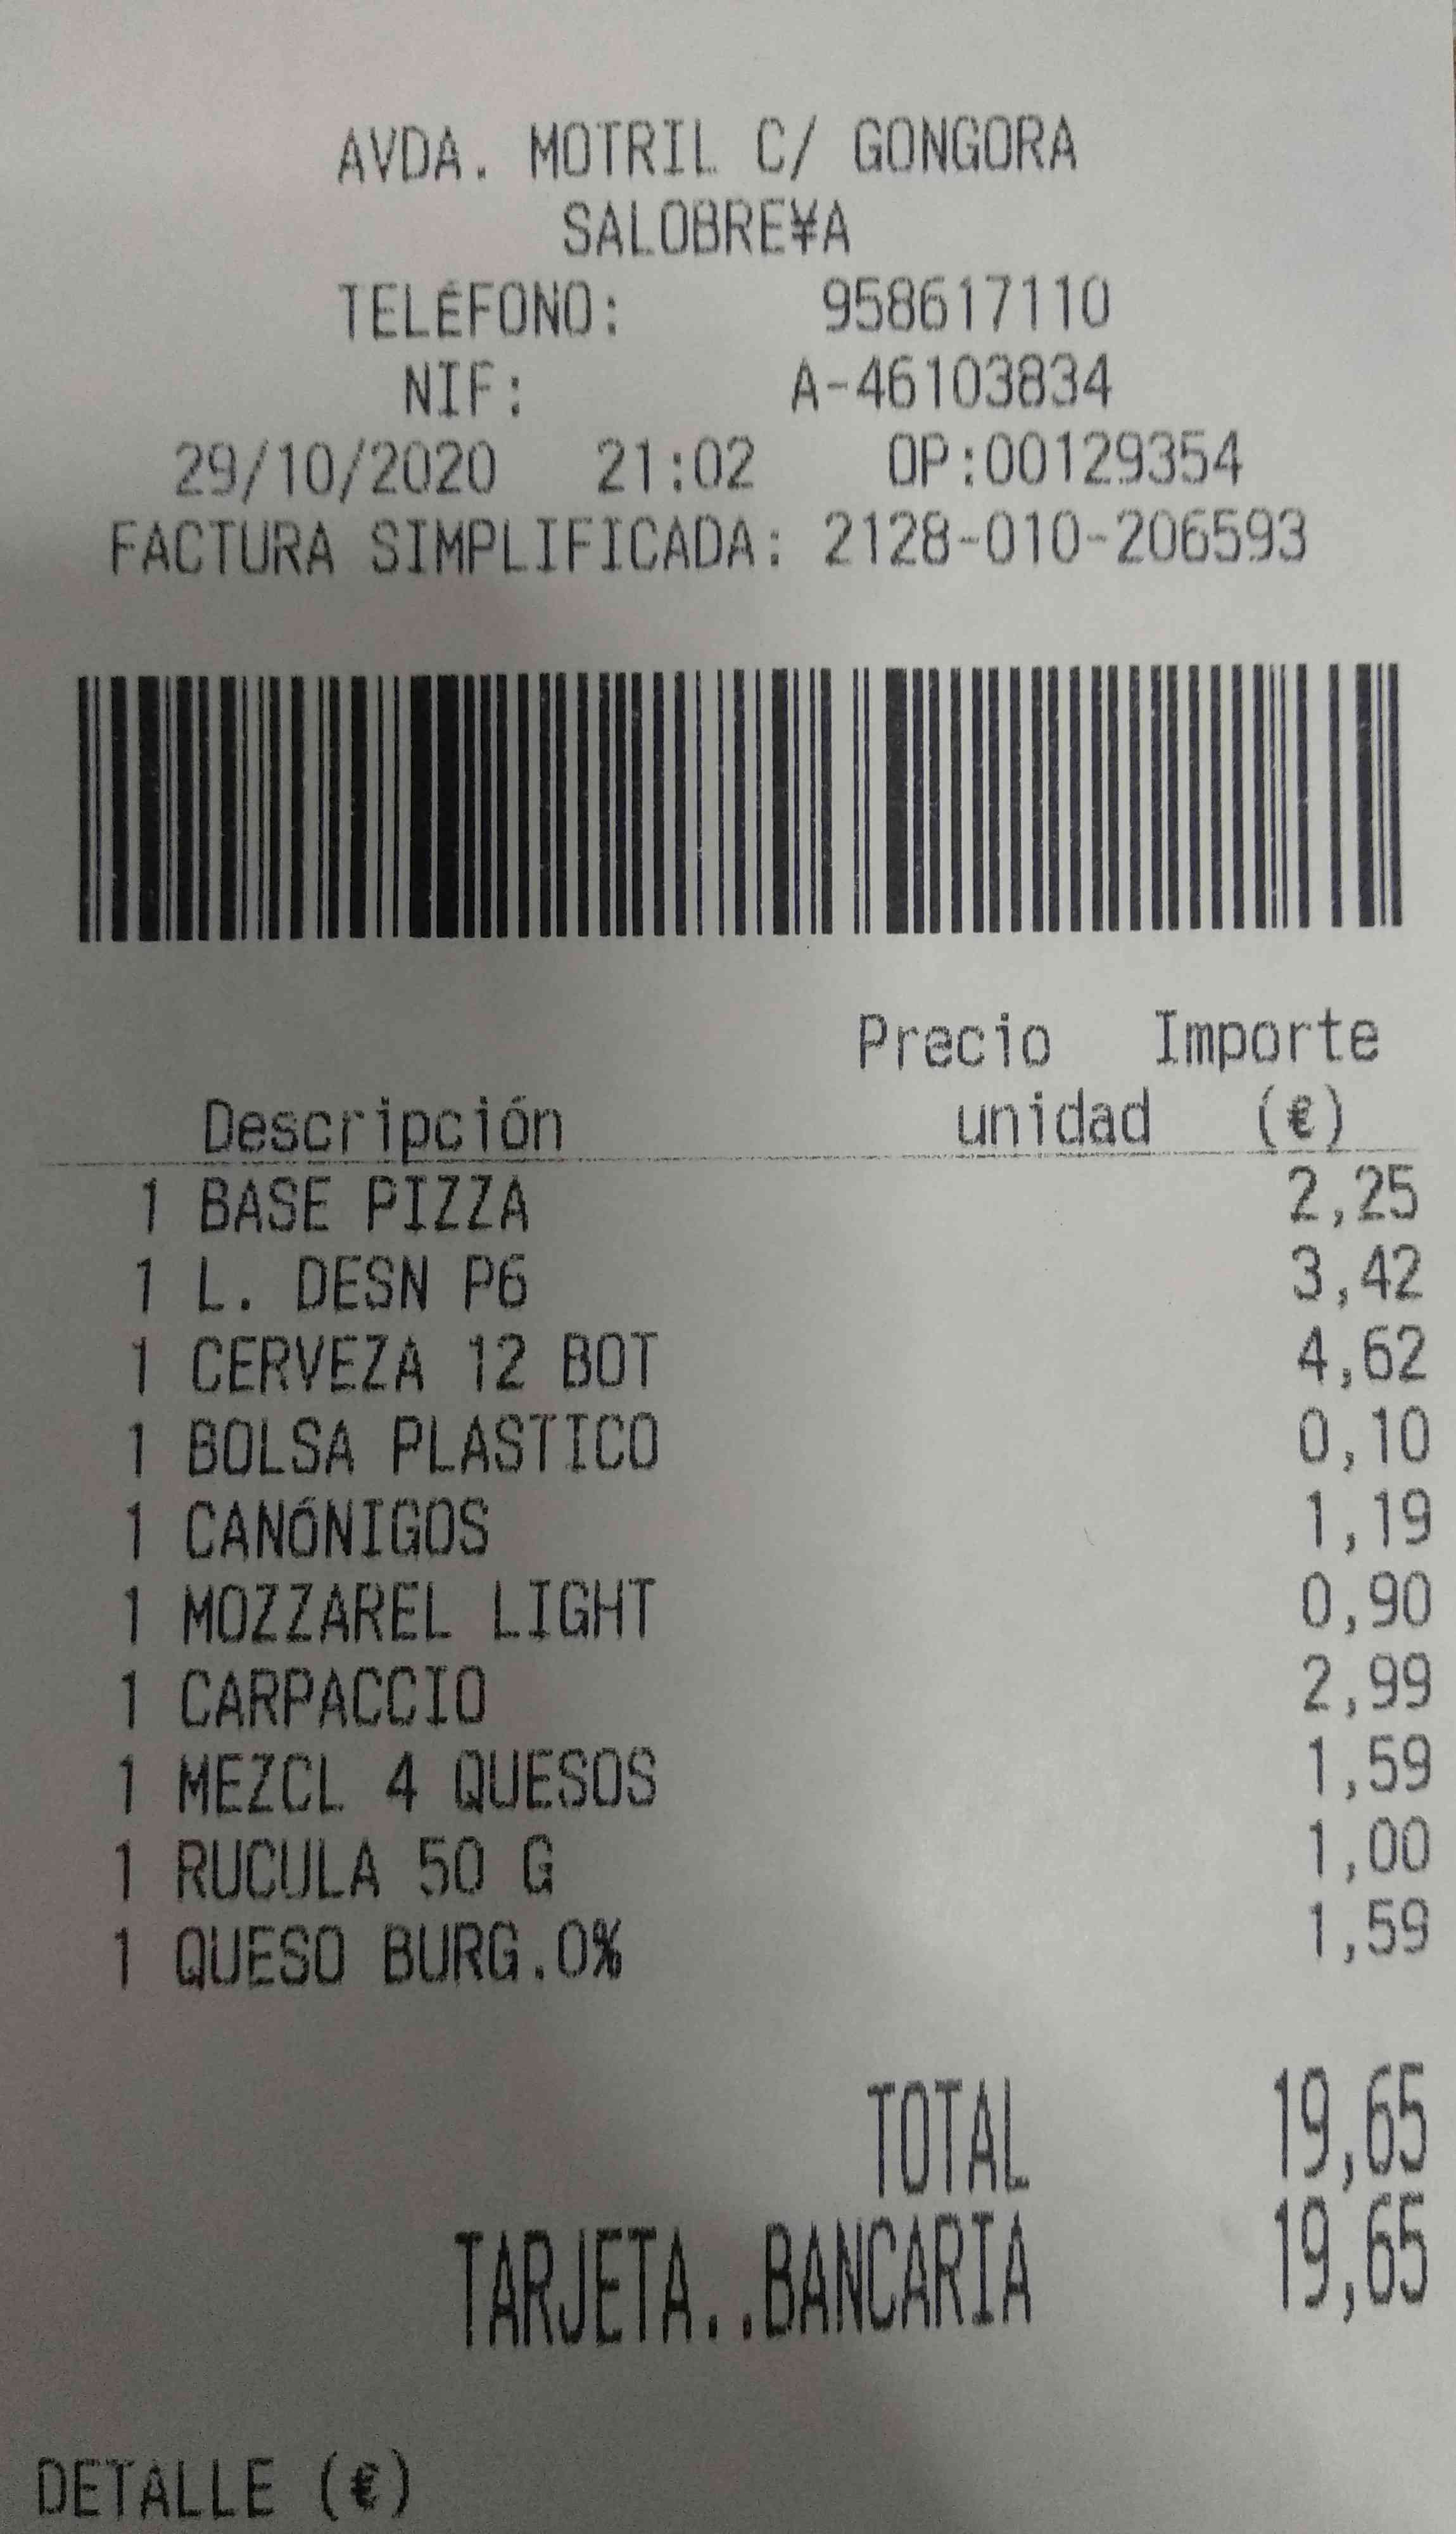 AVDA. MOTRIL C/ GONGORA
SALOBRE¥A
TELÉFONO: 958617110
NIF: A-46103834
29/10/2020 21:02 OP:00129354
FACTURA SIMPLIFICADA: 2128-010-206593
Precio Importe
Descripción unidad (€)
1 BASE PIZZA 2,25
1 L. DESN P6 3,42
1 CERVEZA 12 BOT 4,62
1 BOLSA PLASTICO 0,10
1 CANÓNIGOS 1,19
1 MOZZAREL LIGHT 0,90
1 CARPACCIO 2,99
1 MEZCL 4 QUESOS 1,59
1 RUCULA 50 G 1,00
1 QUESO BURG.0% 1,59
TOTAL 19,65
TARJETA..BANCARIA 19,65
DETALLE (€)